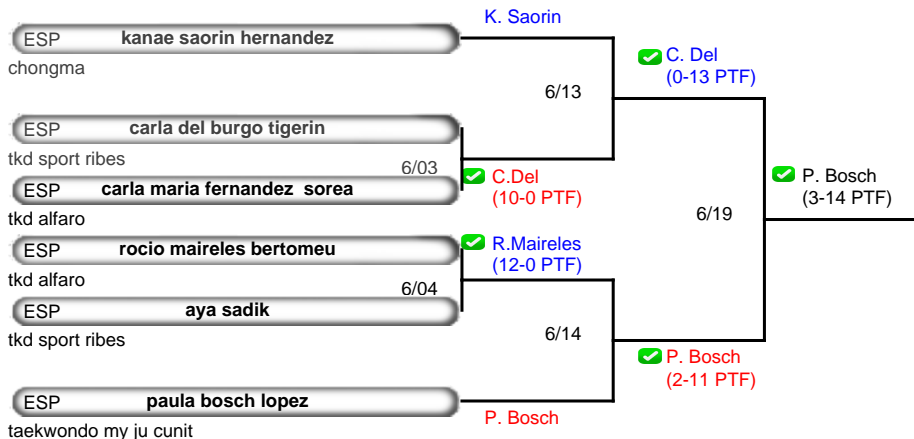 K. Saorin
ESP kanae saorin hernandez
chongma
C. Del
(0-13 PTF)
6/13
ESP carla del burgo tigerin
tkd sport ribes
6/03
C.Del
(10-0 PTF)
ESP carla maria fernandez sorea
tkd alfaro
P. Bosch
(3-14 PTF)
6/19
ESP rocio maireles bertomeu
tkd alfaro
R.Maireles
(12-0 PTF)
6/04
ESP aya sadik
tkd sport ribes
6/14
P. Bosch
(2-11 PTF)
ESP paula bosch lopez
P. Bosch
taekwondo my ju cunit